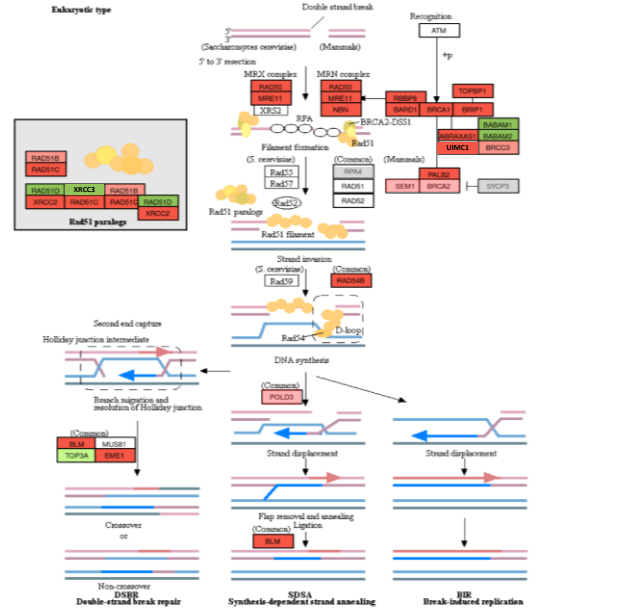 Eukaryotic type
Double strand break
5'
3'
(Saccharomyces cerevisiae)
(Mammals)
Recognition
ATM
+p
5' to 3' resection
MRX complex
MRN complex
RAD50
MRE11
XRS2
RAD50
MRE11
NBN
RBBP8
TOPBP1
BARD1
BRCA1
BRIP1
RPA
BRCA2-DSS1
Rad51
ABRAXAS1
BABAM1
BABAM2
UIMC1
BRCC3
Filament formation
(S. cerevisiae)
(Common)
(Mammals)
Rad55
Rad57
Rad52
RPA4
RAD51
RAD52
PALB2
SEM1
BRCA2
SYCP3
Rad51 paralogs
Rad51 filament
RAD51B
RAD51C
RAD51D
XRCC3
RAD51B
XRCC2
RAD51C
RAD51C
RAD51D
XRCC2
Rad51 paralogs
Strand invasion
(S. cerevisiae)
(Common)
Rad59
RAD54B
Rad54
D-loop
Second end capture
Holliday junction intermediate
DNA synthesis
Branch migration and
resolution of Holliday junction
(Common)
POLD3
(Common)
BLM
MUS81
TOP3A
EME1
Strand displacement
Strand displacement
Flap removal and annealing
Ligation
(Common)
BLM
Crossover
or
Non-crossover
DSBR
Double-strand break repair
SDSA
Synthesis-dependent strand annealing
BIR
Break-induced replication